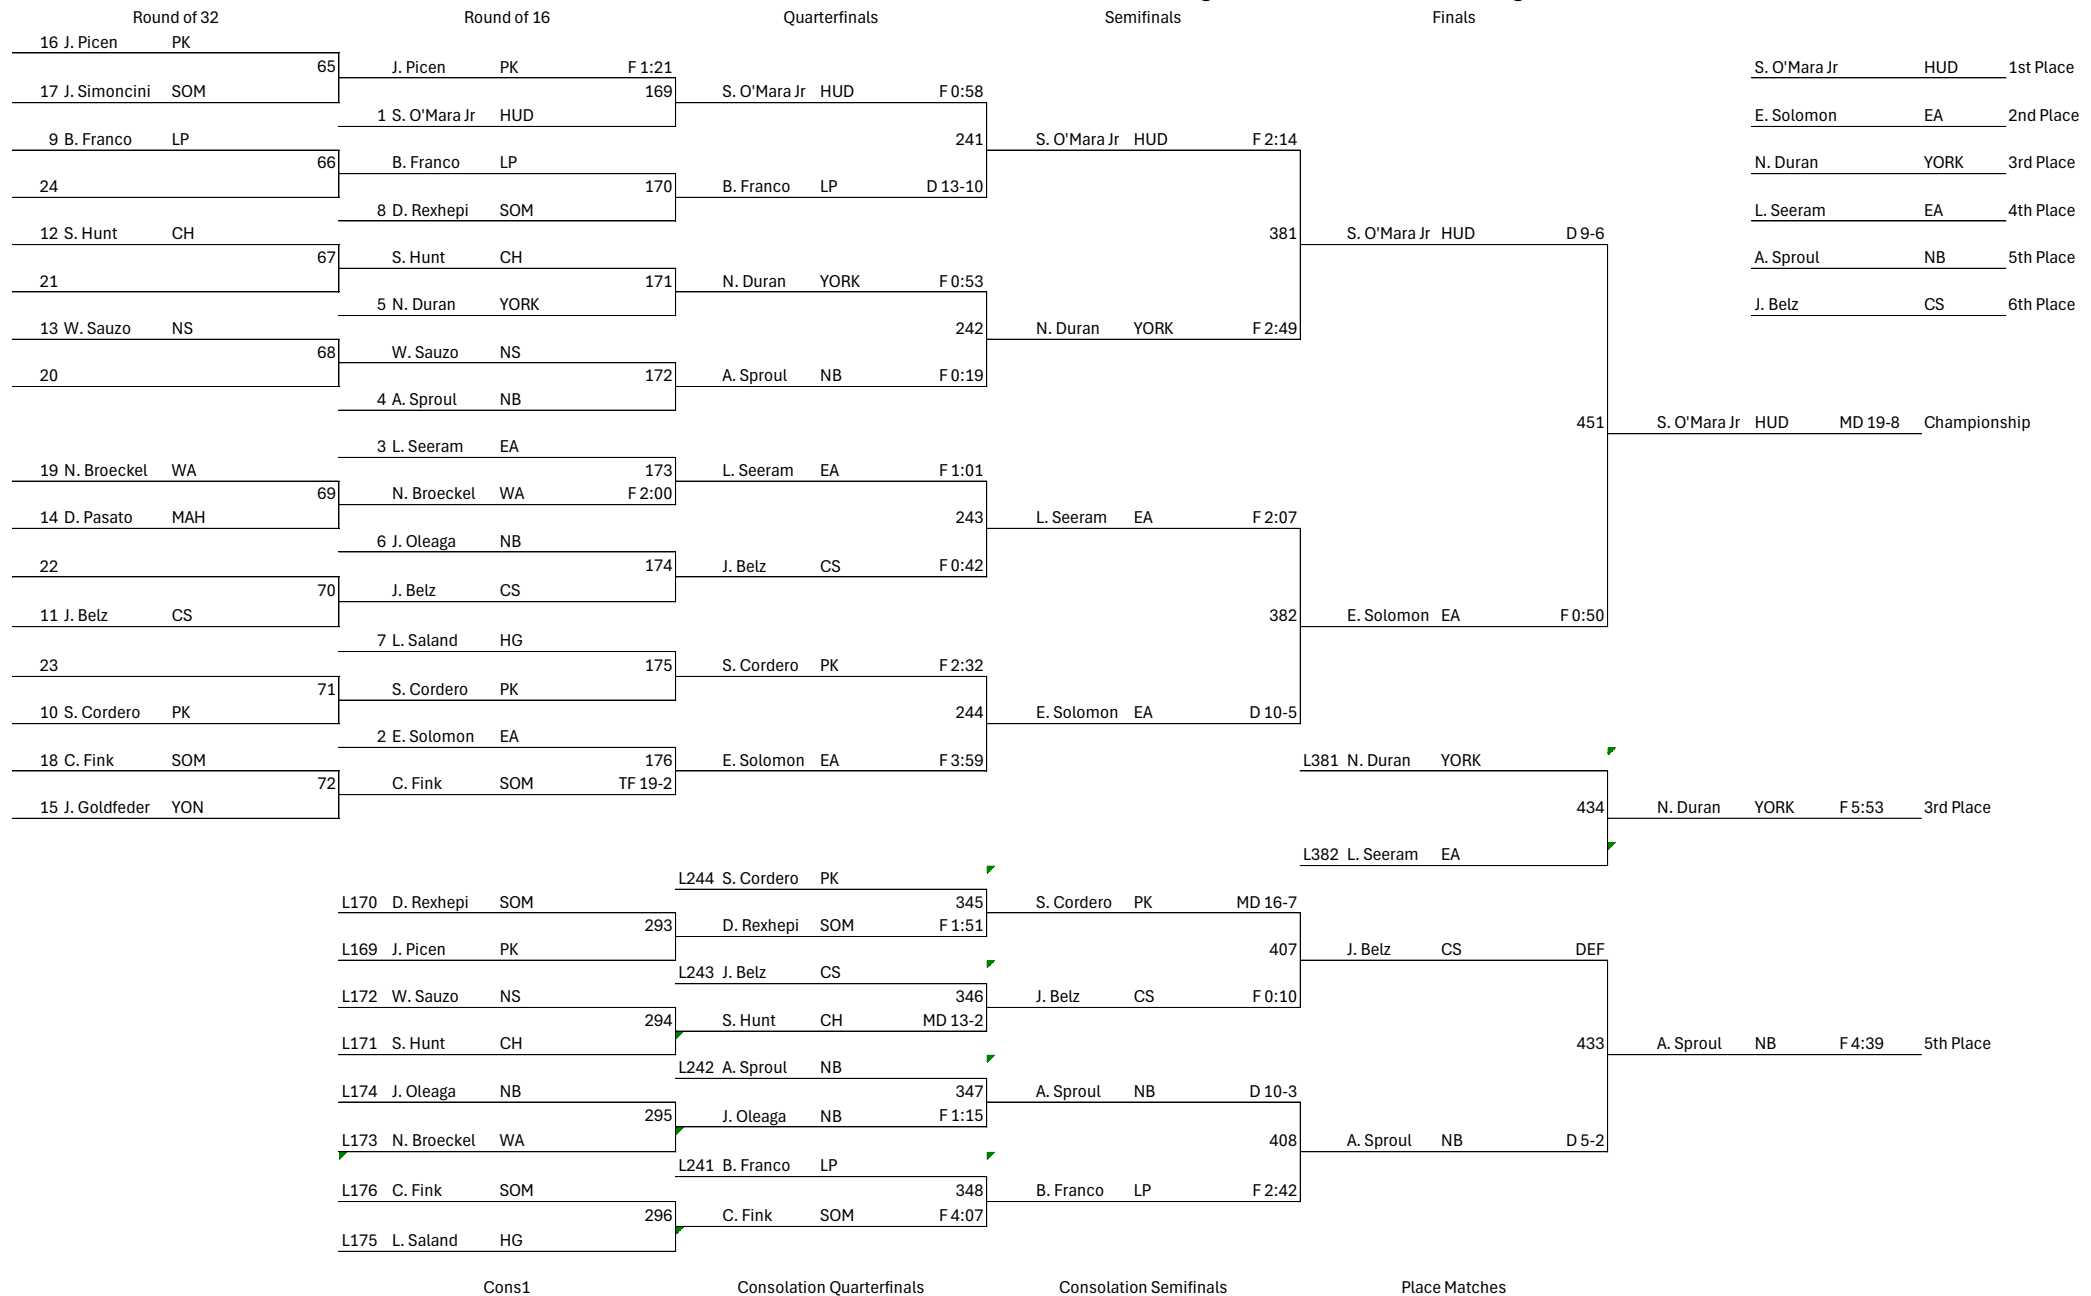 Round of 32 Round of 16 Quarterfinals Semifinals Finals
16 J. Picen PK
65 J. Picen PK F 1:21 S. O'Mara Jr HUD 1st Place
17 J. Simoncini SOM 169 S. O'Mara Jr HUD F 0:58
1 S. O'Mara Jr HUD E. Solomon EA 2nd Place
9 B. Franco LP 241 S. O'Mara Jr HUD F 2:14
66 B. Franco LP N. Duran YORK 3rd Place
24 170 B. Franco LP D 13-10
8 D. Rexhepi SOM L. Seeram EA 4th Place
12 S. Hunt CH 381 S. O'Mara Jr HUD D 9-6
67 S. Hunt CH A. Sproul NB 5th Place
21 171 N. Duran YORK F 0:53
5 N. Duran YORK J. Belz CS 6th Place
13 W. Sauzo NS 242 N. Duran YORK F 2:49
68 W. Sauzo NS
20 172 A. Sproul NB F 0:19
4 A. Sproul NB
451 S. O'Mara Jr HUD MD 19-8 Championship
3 L. Seeram EA
19 N. Broeckel WA 173 L. Seeram EA F 1:01
69 N. Broeckel WA F 2:00
14 D. Pasato MAH 243 L. Seeram EA F 2:07
6 J. Oleaga NB
22 174 J. Belz CS F 0:42
70 J. Belz CS
11 J. Belz CS 382 E. Solomon EA F 0:50
7 L. Saland HG
23 175 S. Cordero PK F 2:32
71 S. Cordero PK
10 S. Cordero PK 244 E. Solomon EA D 10-5
2 E. Solomon EA
18 C. Fink SOM 176 E. Solomon EA F 3:59 L381 N. Duran YORK
72 C. Fink SOM TF 19-2
15 J. Goldfeder YON 434 N. Duran YORK F 5:53 3rd Place
L382 L. Seeram EA
L244 S. Cordero PK
L170 D. Rexhepi SOM 345 S. Cordero PK MD 16-7
293 D. Rexhepi SOM F 1:51
L169 J. Picen PK 407 J. Belz CS DEF
L243 J. Belz CS
L172 W. Sauzo NS 346 J. Belz CS F 0:10
294 S. Hunt CH MD 13-2
L171 S. Hunt CH 433 A. Sproul NB F 4:39 5th Place
L242 A. Sproul NB
L174 J. Oleaga NB 347 A. Sproul NB D 10-3
295 J. Oleaga NB F 1:15
L173 N. Broeckel WA 408 A. Sproul NB D 5-2
L241 B. Franco LP
L176 C. Fink SOM 348 B. Franco LP F 2:42
296 C. Fink SOM F 4:07
L175 L. Saland HG
Cons1 Consolation Quarterfinals Consolation Semifinals Place Matches